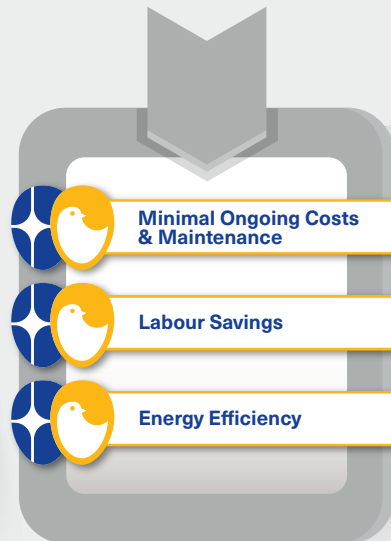 Minimal Ongoing Costs
& Maintenance
Labour Savings
Energy Efficiency